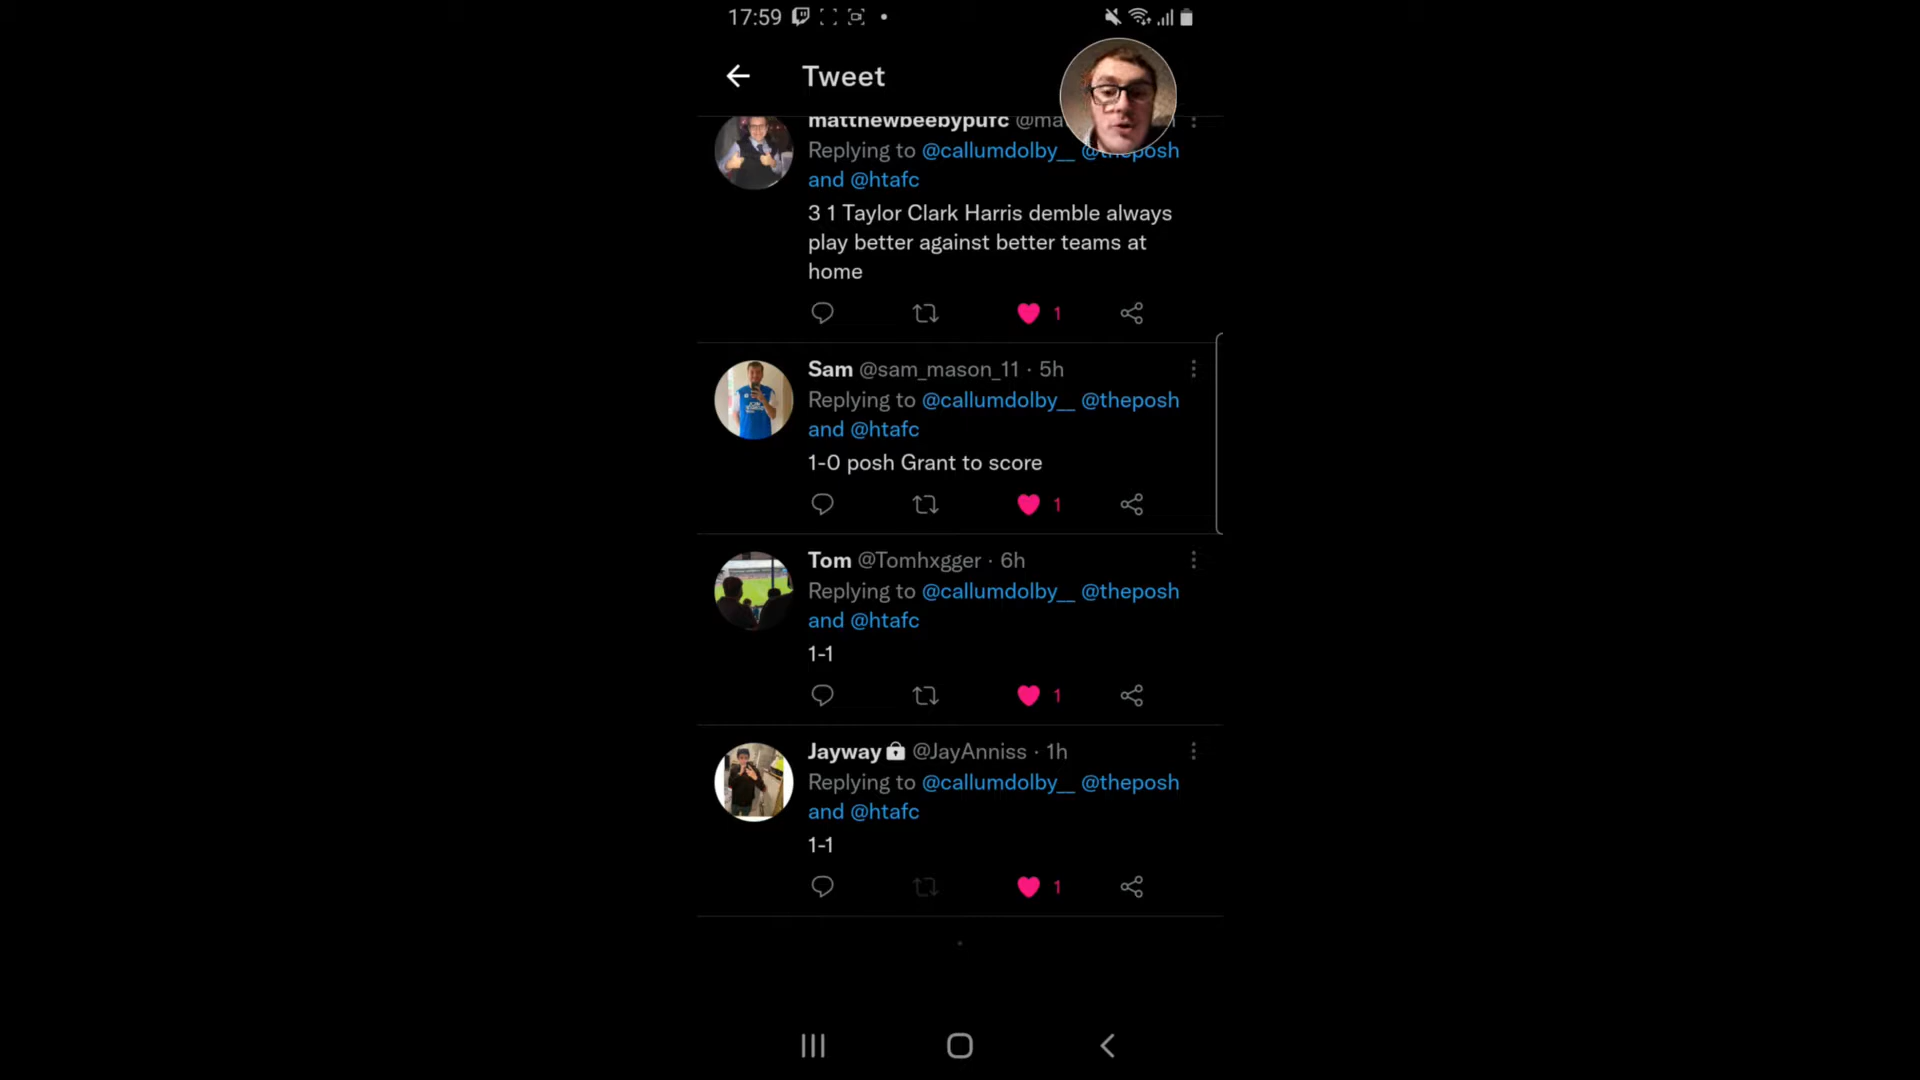 17:59
Tweet
matthewbeebypufc @ma
Replying to @callumdolby__ @theposh
and @htafc
3 1 Taylor Clark Harris demble always
play better against better teams at
home
1
Sam @sam_mason_11 · 5h
Replying to @callumdolby__ @theposh
and @htafc
1-0 posh Grant to score
1
Tom @Tomhxgger · 6h
Replying to @callumdolby__ @theposh
and @htafc
1-1
1
Jayway @JayAnniss · 1h
Replying to @callumdolby__ @theposh
and @htafc
1-1
1